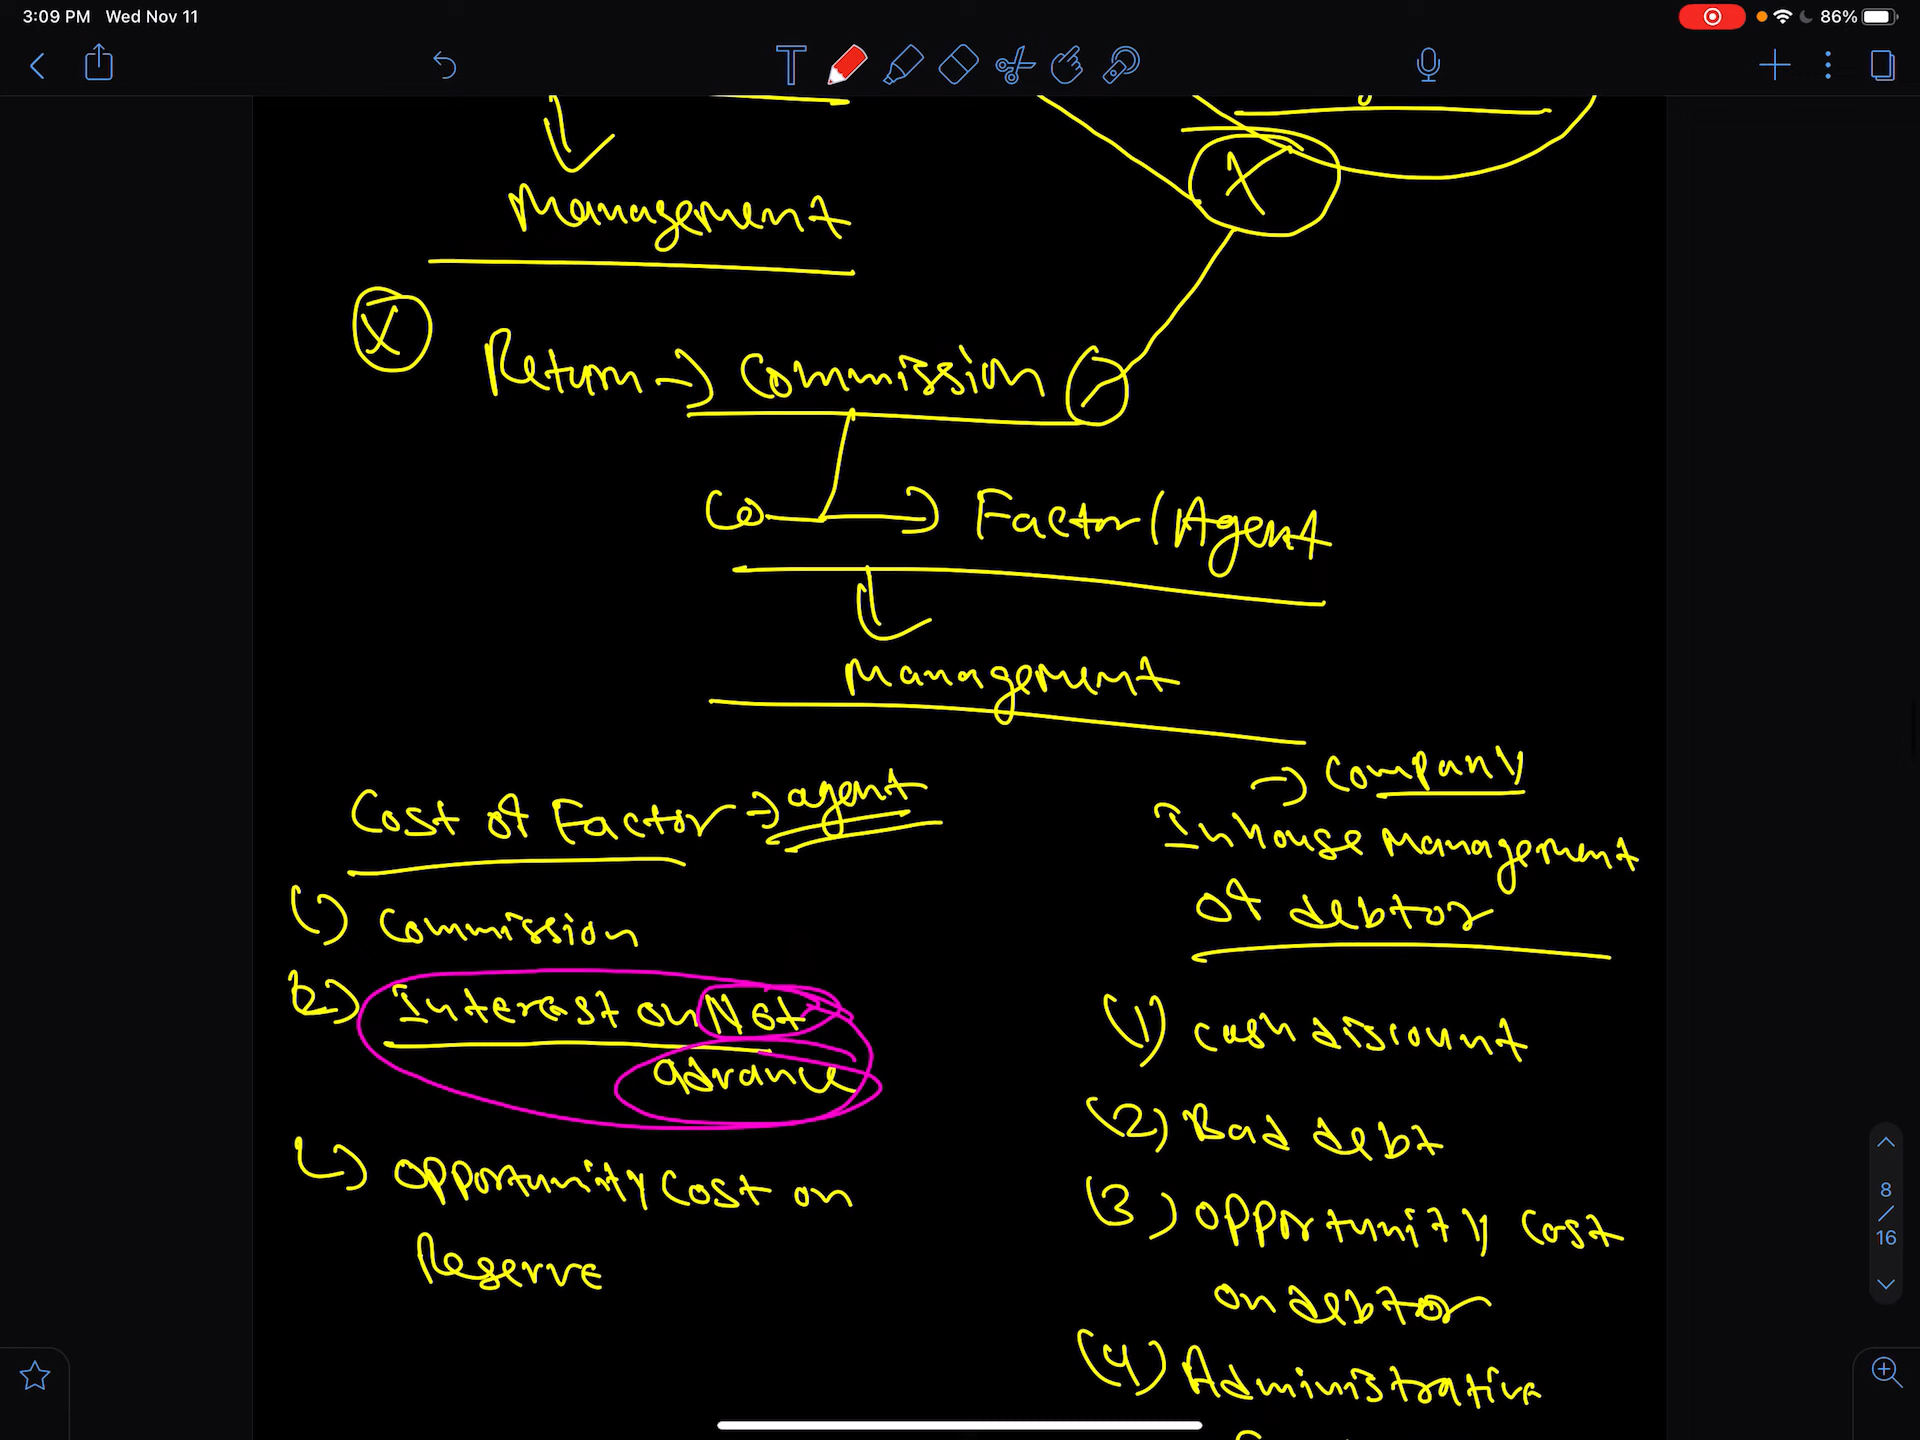 3:09 PM Wed Nov 11
86%
Management
X
X
Return → Commission
Co → Factor/Agent
Management
Cost of Factor → agent
(1) Commission
(2) Interest on Net
advance
Opportunity Cost on
Reserve
→ Company
Inhouse Management
of debtor
(1) cash discount
(2) Bad debt
(3) Opportunity Cost
on debtor
(4) Administrative
8
/
16